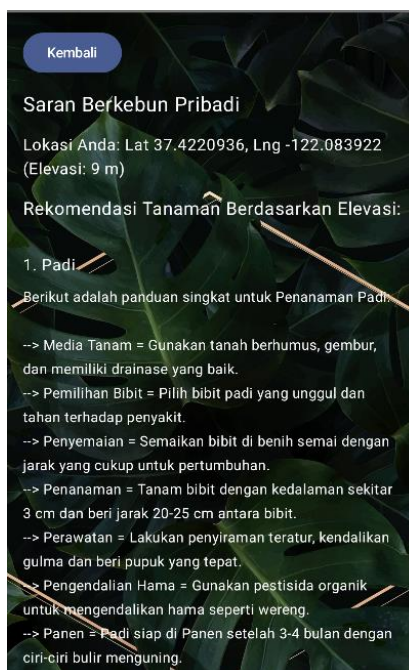 Kembali
Saran Berkebun Pribadi
Lokasi Anda: Lat 37.4220936, Lng -122.083922
(Elevasi: 9 m)
Rekomendasi Tanaman Berdasarkan Elevasi:
1. Padi
Berikut adalah panduan singkat untuk Penanaman Padi:
--> Media Tanam = Gunakan tanah berhumus, gembur,
dan memiliki drainase yang baik.
--> Pemilihan Bibit = Pilih bibit padi yang unggul dan
tahan terhadap penyakit.
--> Penyemaian = Semaikan bibit di benih semai dengan
jarak yang cukup untuk pertumbuhan.
--> Penanaman = Tanam bibit dengan kedalaman sekitar
3 cm dan beri jarak 20-25 cm antara bibit.
--> Perawatan = Lakukan penyiraman teratur, kendalikan
gulma dan beri pupuk yang tepat.
--> Pengendalian Hama = Gunakan pestisida organik
untuk mengendalikan hama seperti wereng.
--> Panen = Padi siap di Panen setelah 3-4 bulan dengan
ciri-ciri bulir menguning.